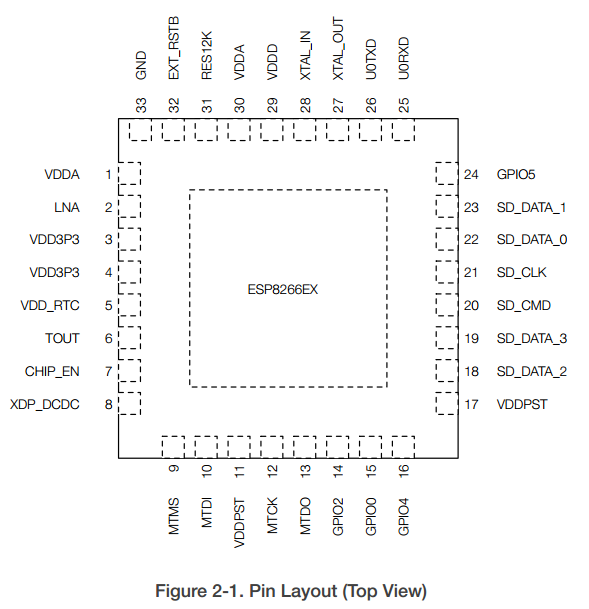 GND
EXT_RSTB
RES12K
VDDA
VDDD
XTAL_IN
XTAL_OUT
U0TXD
U0RXD
33
32
31
30
29
28
27
26
25
VDDA 1
24 GPIO5
LNA 2
23 SD_DATA_1
VDD3P3 3
22 SD_DATA_0
VDD3P3 4
21 SD_CLK
ESP8266EX
VDD_RTC 5
20 SD_CMD
TOUT 6
19 SD_DATA_3
CHIP_EN 7
18 SD_DATA_2
XDP_DCDC 8
17 VDDPST
9
10
11
12
13
14
15
16
MTMS
MTDI
VDDPST
MTCK
MTDO
GPIO2
GPIO0
GPIO4
Figure 2-1. Pin Layout (Top View)